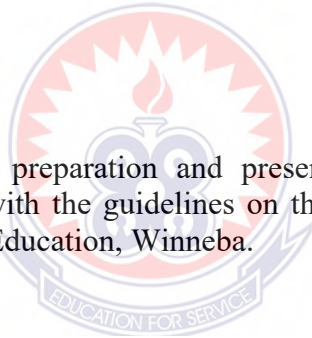 preparation and presen
with the guidelines on th
Education, Winneba.
EDUCATION FOR SERVICE